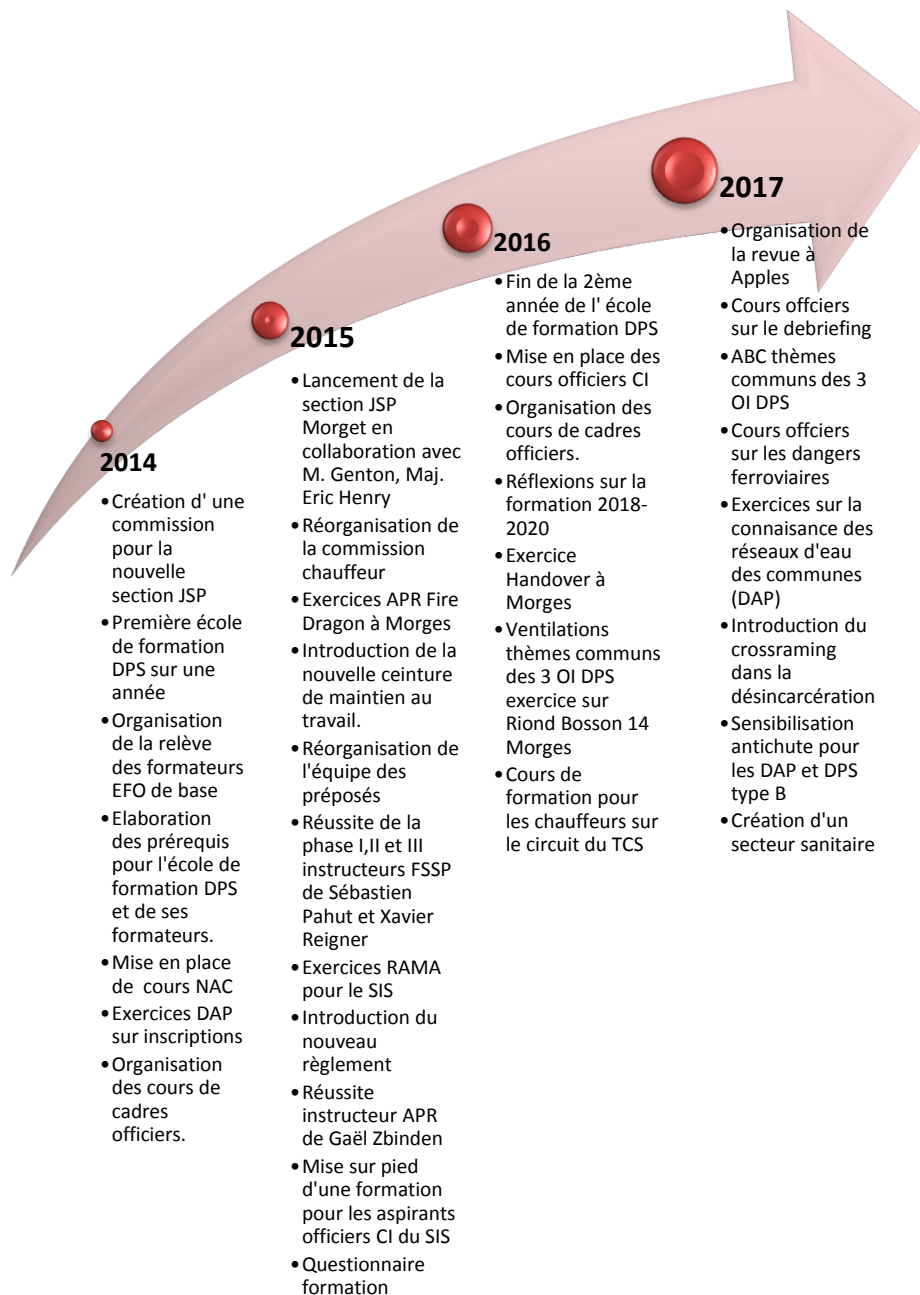 2014
•Création d' une
commission
pour la
nouvelle
section JSP
•Première école
de formation
DPS sur une
année
•Organisation
de la relève
des formateurs
EFO de base
•Elaboration
des prérequis
pour l'école de
formation DPS
et de ses
formateurs.
•Mise en place
de cours NAC
•Exercices DAP
sur inscriptions
•Organisation
des cours de
cadres
officiers.
2015
•Lancement de la
section JSP
Morget en
collaboration avec
M. Genton, Maj.
Eric Henry
•Réorganisation de
la commission
chauffeur
•Exercices APR Fire
Dragon à Morges
•Introduction de la
nouvelle ceinture
de maintien au
travail.
•Réorganisation de
l'équipe des
préposés
•Réussite de la
phase I,II et III
instructeurs FSSP
de Sébastien
Pahut et Xavier
Reigner
•Exercices RAMA
pour le SIS
•Introduction du
nouveau
règlement
•Réussite
instructeur APR
de Gaël Zbinden
•Mise sur pied
d'une formation
pour les aspirants
officiers CI du SIS
•Questionnaire
formation
2016
•Fin de la 2ème
année de l' école
de formation DPS
•Mise en place des
cours officiers CI
•Organisation des
cours de cadres
officiers.
•Réflexions sur la
formation 2018-
2020
•Exercice
Handover à
Morges
•Ventilations
thèmes communs
des 3 OI DPS
exercice sur
Riond Bosson 14
Morges
•Cours de
formation pour
les chauffeurs sur
le circuit du TCS
2017
•Organisation de
la revue à
Apples
•Cours offciers
sur le debriefing
•ABC thèmes
communs des 3
OI DPS
•Cours offciers
sur les dangers
ferroviaires
•Exercices sur la
connaisance des
réseaux d'eau
des communes
(DAP)
•Introduction du
crossraming
dans la
désincarcération
•Sensibilisation
antichute pour
les DAP et DPS
type B
•Création d'un
secteur sanitaire